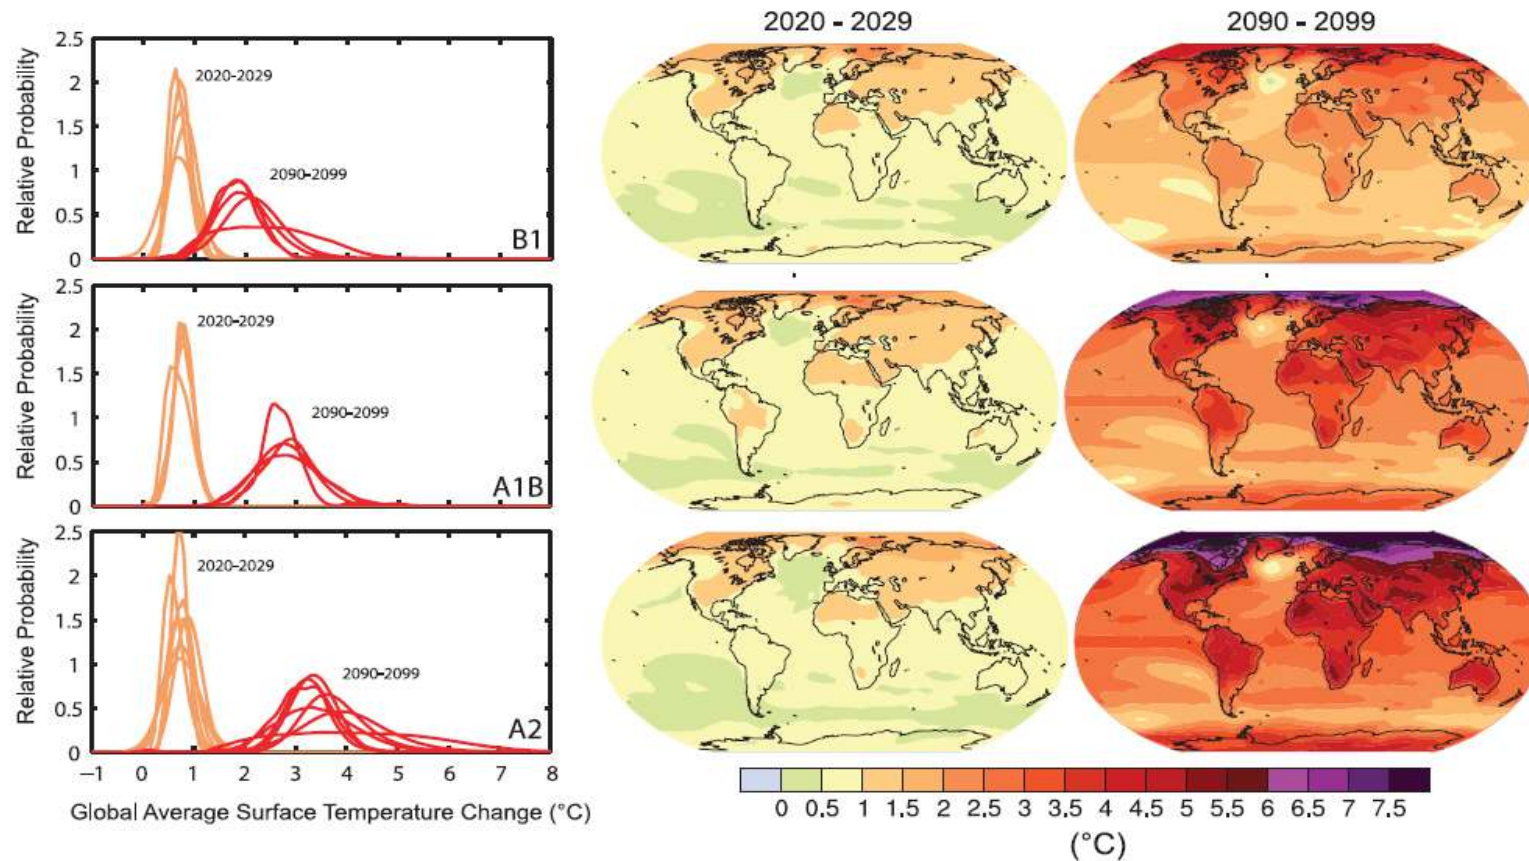 2020 - 2029
2090 - 2099
Relative Probability
2.5
2
1.5
1
0.5
0
2020-2029
2090-2099
B1
Relative Probability
2.5
2
1.5
1
0.5
0
2020-2029
2090-2099
A1B
Relative Probability
2.5
2
1.5
1
0.5
0
2020-2029
2090-2099
A2
−1 0 1 2 3 4 5 6 7 8
Global Average Surface Temperature Change (°C)
0 0.5 1 1.5 2 2.5 3 3.5 4 4.5 5 5.5 6 6.5 7 7.5
(°C)